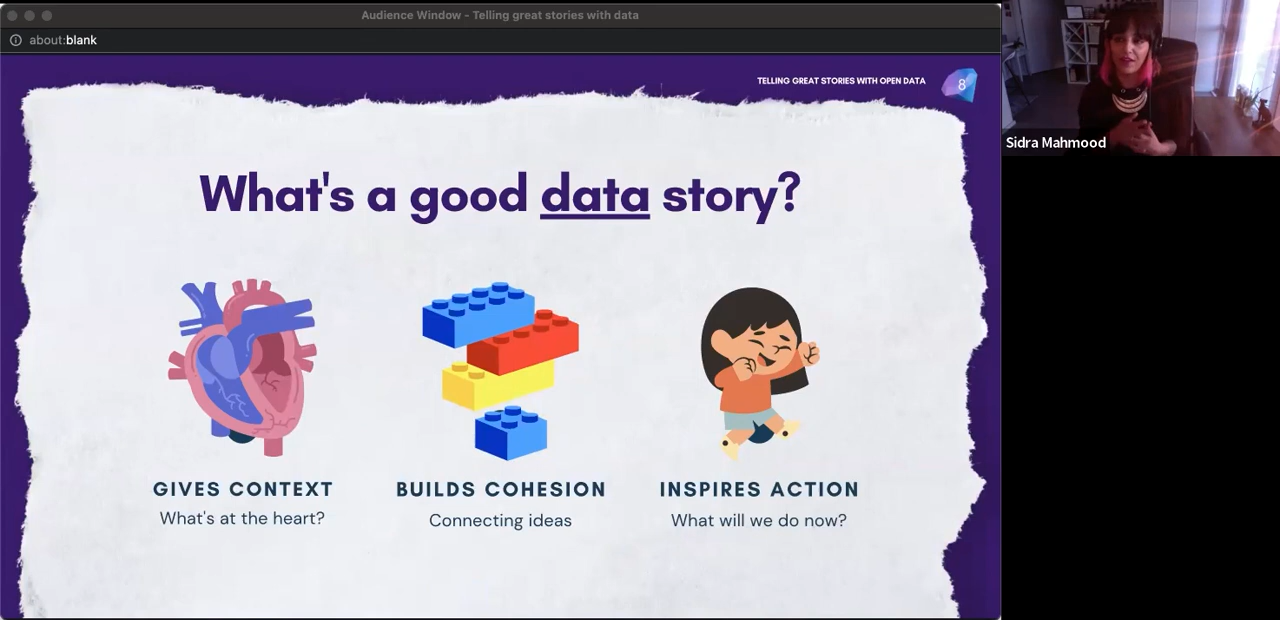 Audience Window - Telling great stories with data
about:blank
TELLING GREAT STORIES WITH OPEN DATA
8
Sidra Mahmood
What's a good data story?
GIVES CONTEXT
What's at the heart?
BUILDS COHESION
Connecting ideas
INSPIRES ACTION
What will we do now?